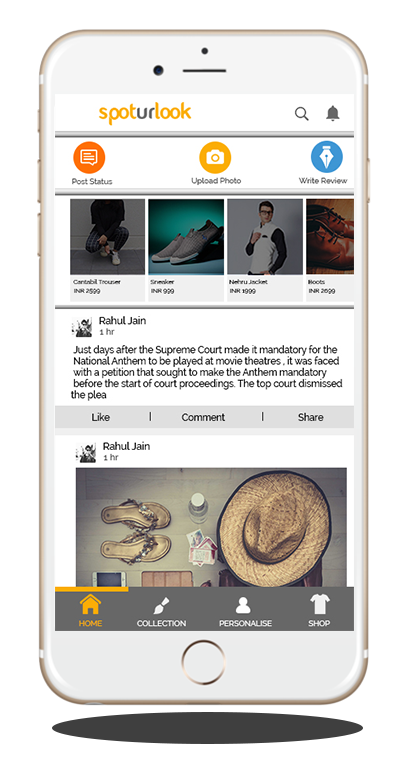 spoturlook
Post Status
Upload Photo
Write Review
Cantabil Trouser
INR 2599
Sneaker
INR 999
Nehru Jacket
INR 1999
Boots
INR 2699
Rahul Jain
1 hr
Just days after the Supreme Court made it mandatory for the
National Anthem to be played at movie theatres , it was faced
with a petition that sought to make the Anthem mandatory
before the start of court proceedings. The top court dismissed
the plea
Like | Comment | Share
Rahul Jain
1 hr
HOME COLLECTION PERSONALISE SHOP